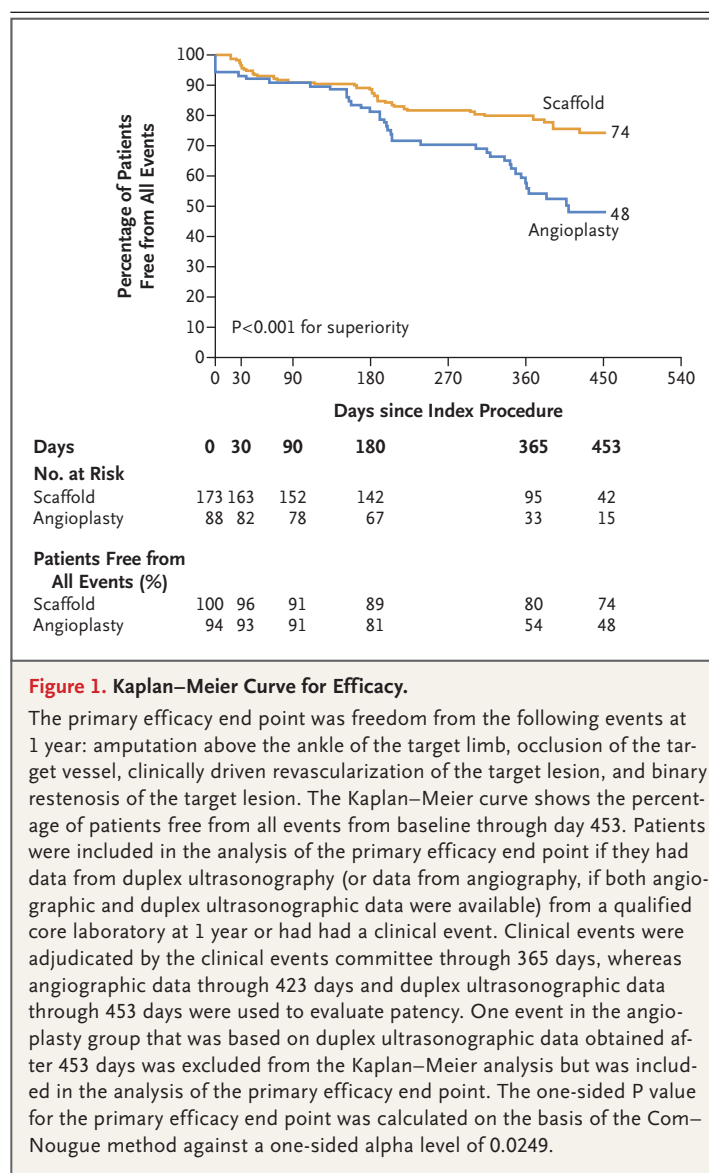 100
90
80
70
60
50
40
30
20
10
0
Percentage of Patients
Free from All Events
Scaffold
74
48
Angioplasty
P<0.001 for superiority
0 30 90 180 270 360 450 540
Days since Index Procedure
Days 0 30 90 180 365 453
No. at Risk
Scaffold 173 163 152 142 95 42
Angioplasty 88 82 78 67 33 15
Patients Free from
All Events (%)
Scaffold 100 96 91 89 80 74
Angioplasty 94 93 91 81 54 48
Figure 1. Kaplan–Meier Curve for Efficacy.
The primary efficacy end point was freedom from the following events at
1 year: amputation above the ankle of the target limb, occlusion of the tar-
get vessel, clinically driven revascularization of the target lesion, and binary
restenosis of the target lesion. The Kaplan–Meier curve shows the percent-
age of patients free from all events from baseline through day 453. Patients
were included in the analysis of the primary efficacy end point if they had
data from duplex ultrasonography (or data from angiography, if both angio-
graphic and duplex ultrasonographic data were available) from a qualified
core laboratory at 1 year or had had a clinical event. Clinical events were
adjudicated by the clinical events committee through 365 days, whereas
angiographic data through 423 days and duplex ultrasonographic data
through 453 days were used to evaluate patency. One event in the angio-
plasty group that was based on duplex ultrasonographic data obtained af-
ter 453 days was excluded from the Kaplan–Meier analysis but was includ-
ed in the analysis of the primary efficacy end point. The one-sided P value
for the primary efficacy end point was calculated on the basis of the Com–
Nougue method against a one-sided alpha level of 0.0249.